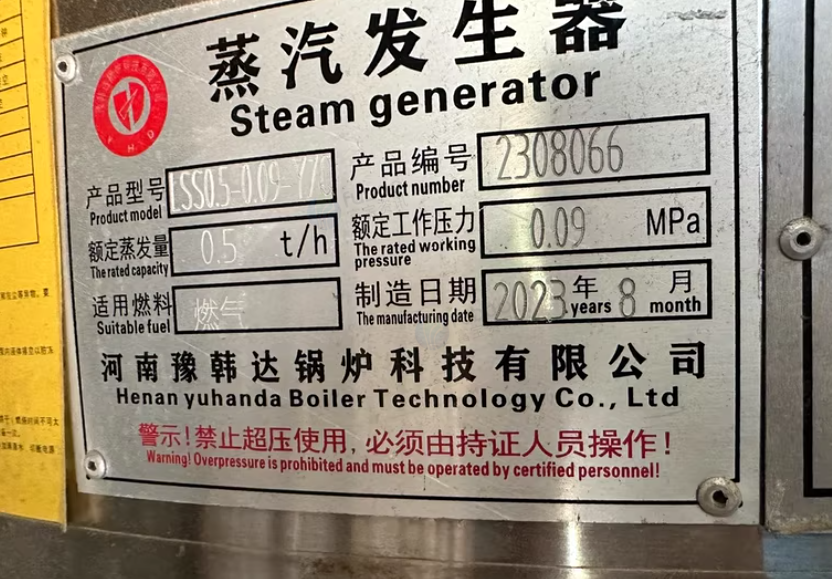 蒸汽发生器
Steam generator
产品型号 LSS0.5-0.09-Y/Q 产品编号 2308066
Product model Product number
额定蒸发量 0.5 t/h 额定工作压力 0.09 MPa
The rated capacity The rated working pressure
适用燃料 燃气 制造日期 2023 年 8 月
Suitable fuel The manufacturing date years month
河南豫韩达锅炉科技有限公司
Henan yuhanda Boiler Technology Co., Ltd
警示!禁止超压使用,必须由持证人员操作!
Warning! Overpressure is prohibited and must be operated by certified personnel!